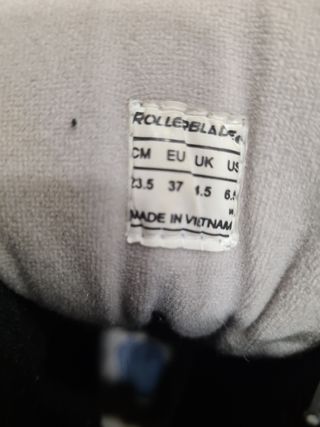 ROLLERBLADE
CM EU UK US
23.5 37 4.5 6.5
W
MADE IN VIETNAM